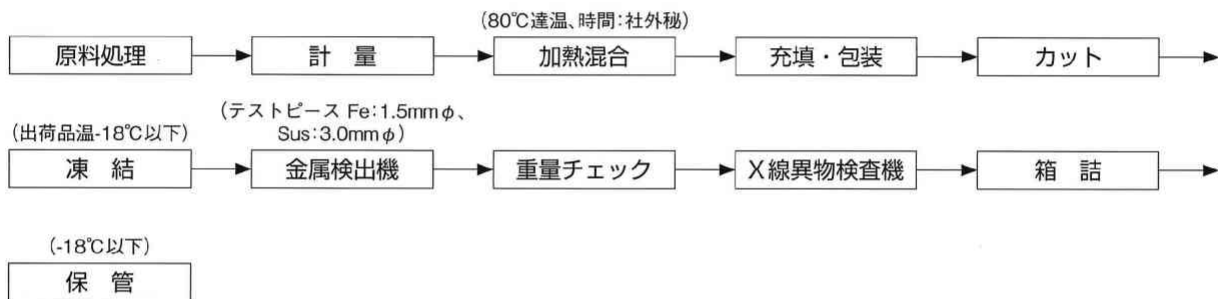 (80℃達温、時間:社外秘)
原料処理 計 量 加熱混合 充填・包装 カット
(出荷品温-18℃以下) (テストピース Fe:1.5mmφ、
Sus:3.0mmφ)
凍 結 金属検出機 重量チェック X線異物検査機 箱 詰
(-18℃以下)
保 管